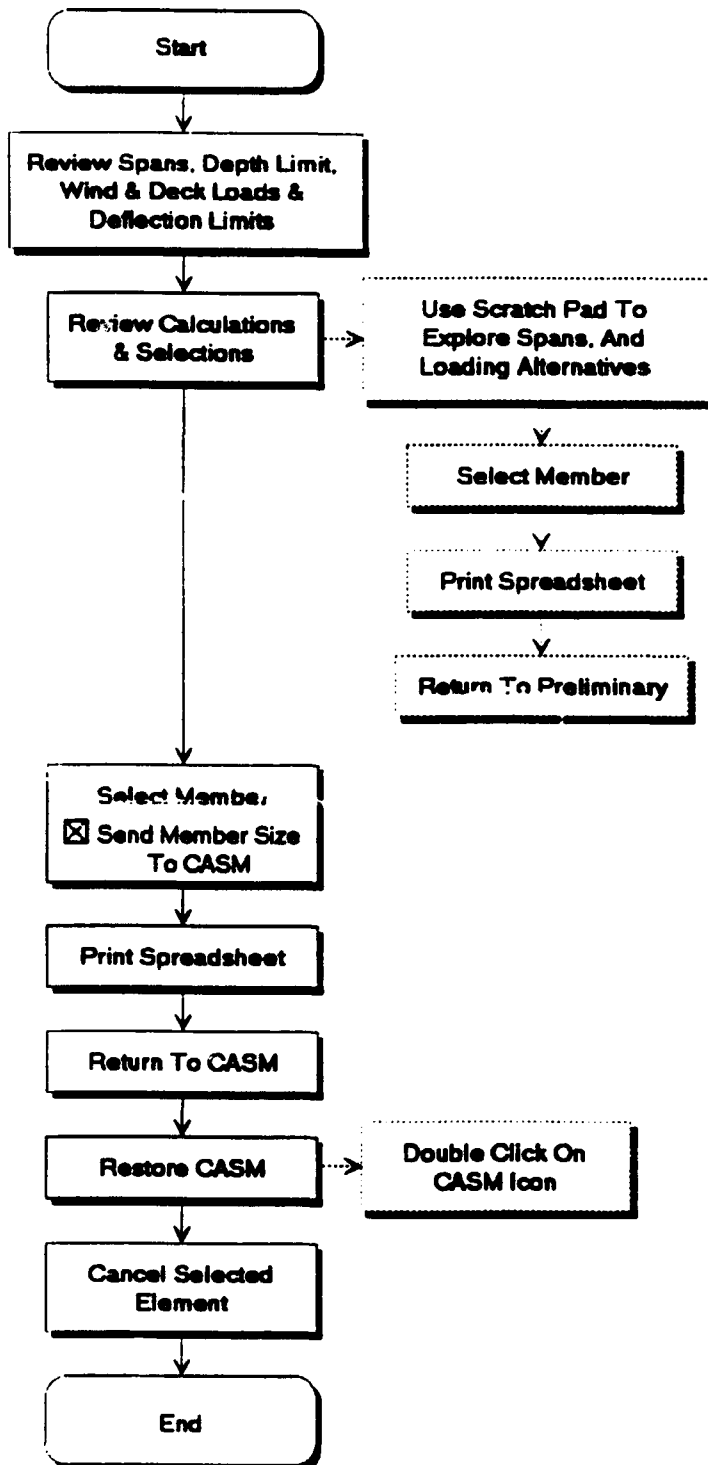 Start
Review Spans, Depth Limit,
Wind & Deck Loads &
Deflection Limits
Review Calculations
& Selections
Use Scratch Pad To
Explore Spans, And
Loading Alternatives
Select Member
Print Spreadsheet
Return To Preliminary
Select Member
Send Member Size
To CASM
Print Spreadsheet
Return To CASM
Restore CASM
Double Click On
CASM Icon
Cancel Selected
Element
End